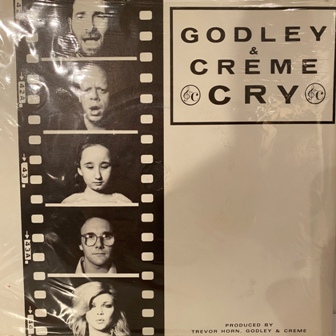 GODLEY
&
CREME
CRY
PRODUCED BY
TREVOR HORN, GODLEY & CREME